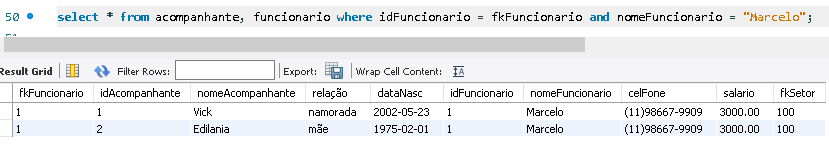 50 select * from acompanhante, funcionario where idFuncionario = fkFuncionario and nomeFuncionario = "Marcelo";
Result Grid Filter Rows: Export: Wrap Cell Content:
fkFuncionario idAcompanhante nomeAcompanhante relação dataNasc idFuncionario nomeFuncionario celFone salario fkSetor
1 1 Vick namorada 2002-05-23 1 Marcelo (11)98667-9909 3000.00 100
1 2 Edilania mãe 1975-02-01 1 Marcelo (11)98667-9909 3000.00 100